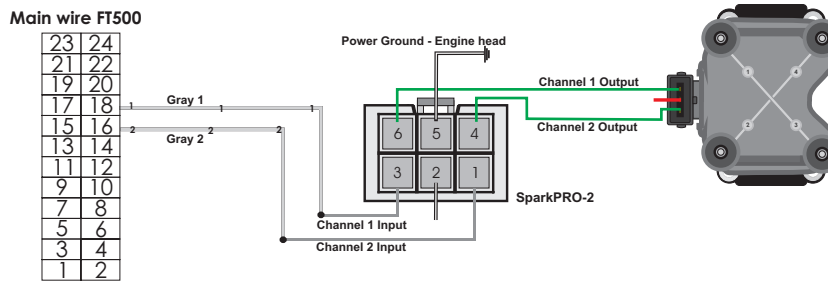 Main wire FT500
23 24
21 22
19 20
17 18
15 16
13 14
11 12
9 10
7 8
5 6
3 4
1 2
1 Gray 1 1 1
2 Gray 2 2 2
Power Ground - Engine head
6 5 4
3 2 1
SparkPRO-2
Channel 1 Input
Channel 2 Input
Channel 1 Output
Channel 2 Output
1 4
2 3